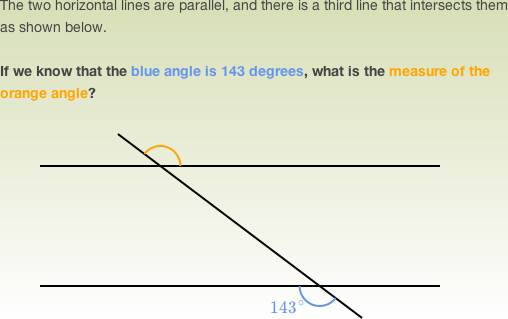 The two horizontal lines are parallel, and there is a third line that intersects them
as shown below.
If we know that the blue angle is 143 degrees, what is the measure of the
orange angle?
143°